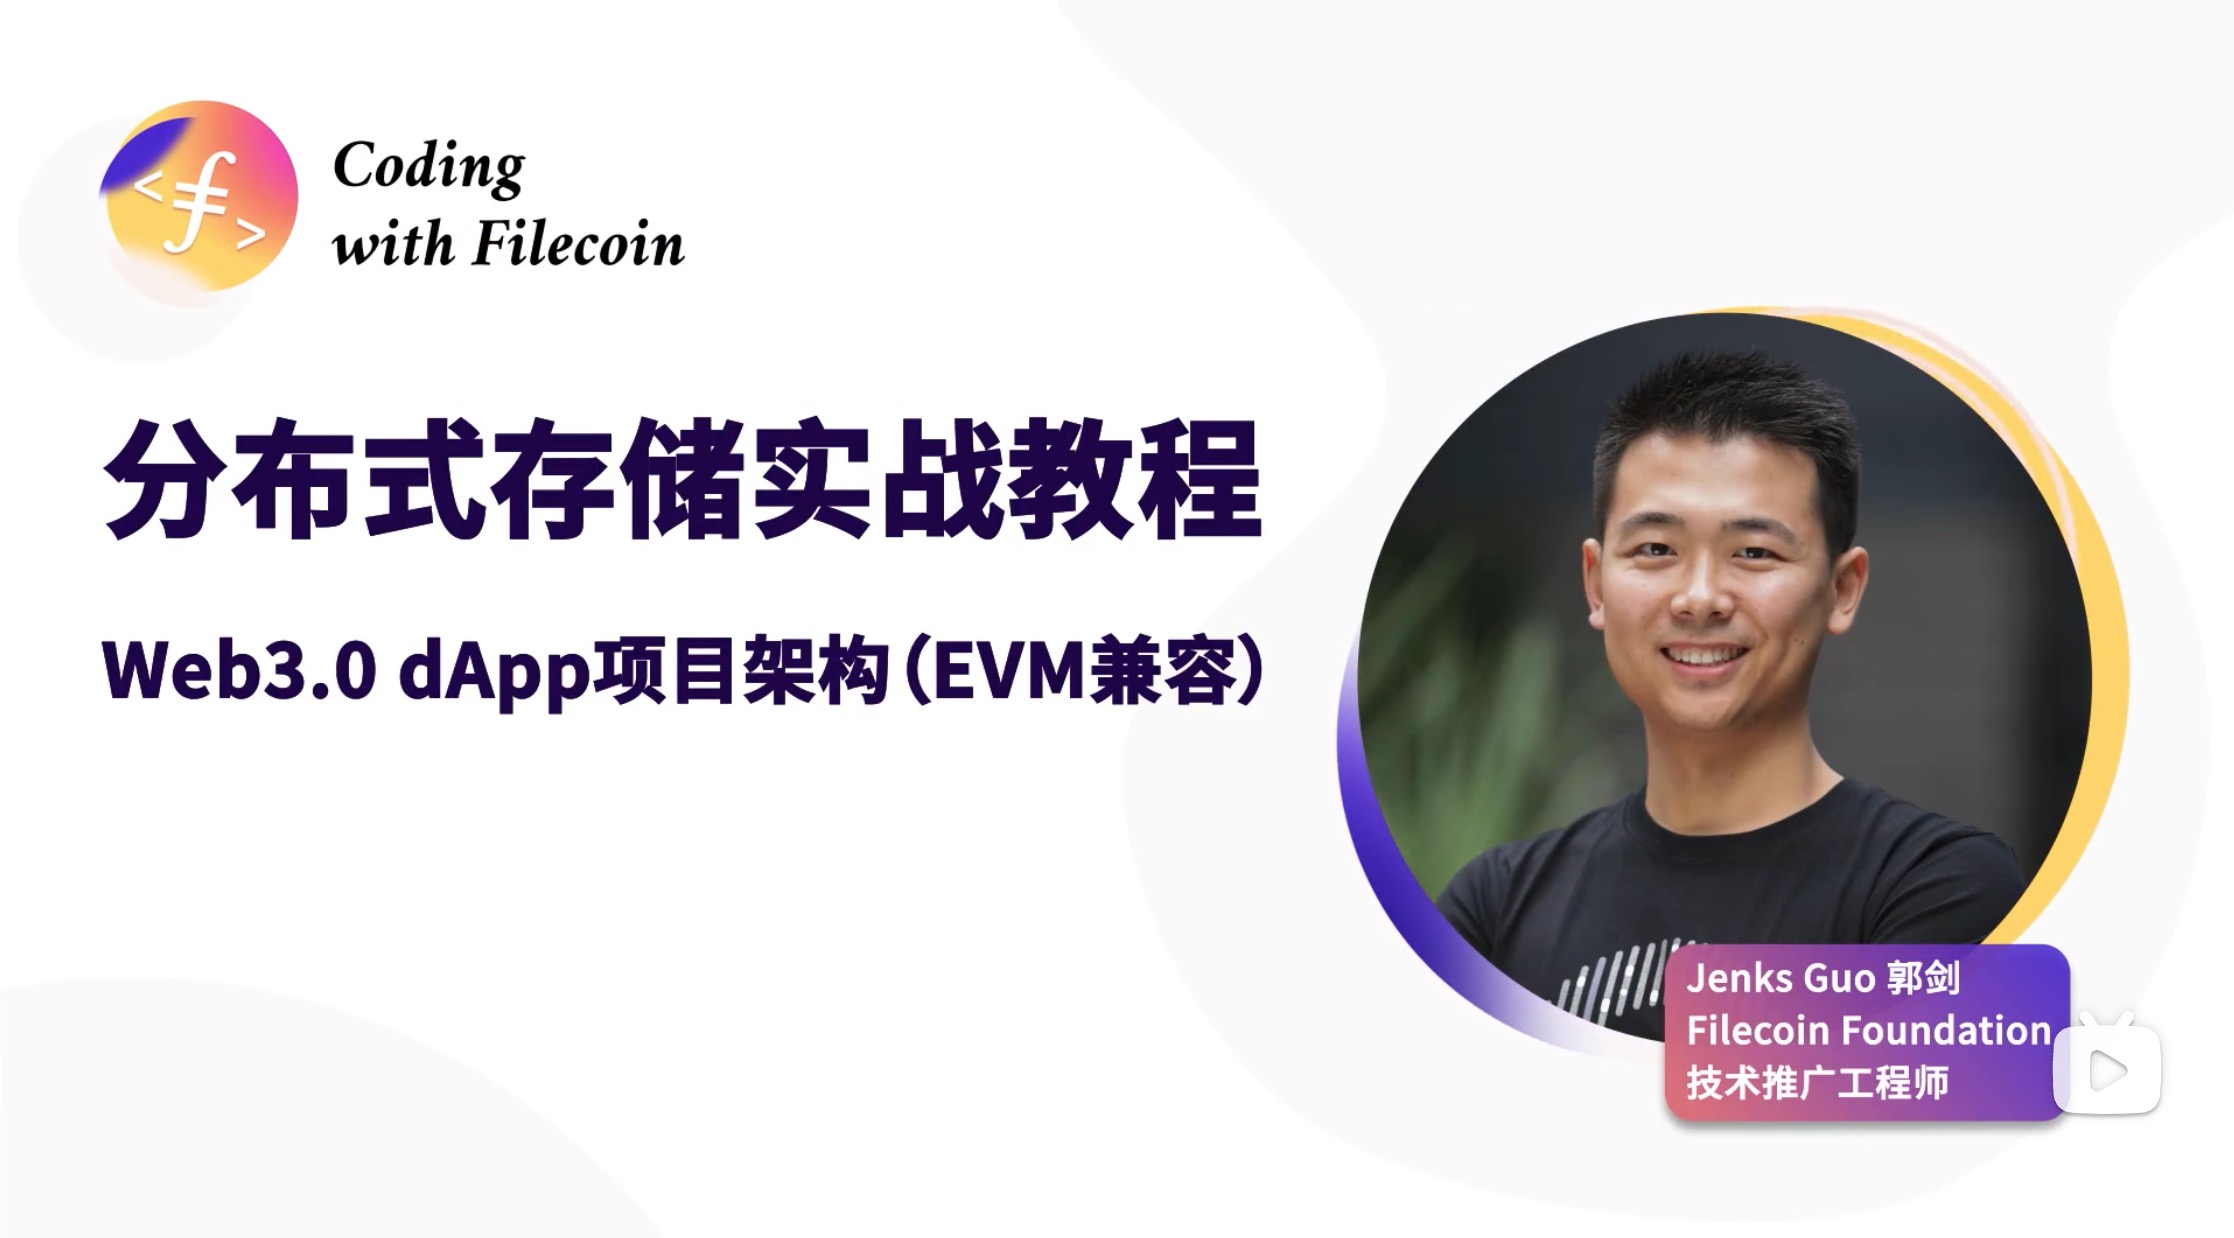 Coding
with Filecoin
分布式存储实战教程
Web3.0 dApp项目架构（EVM兼容）
Jenks Guo 郭剑
Filecoin Foundation
技术推广工程师